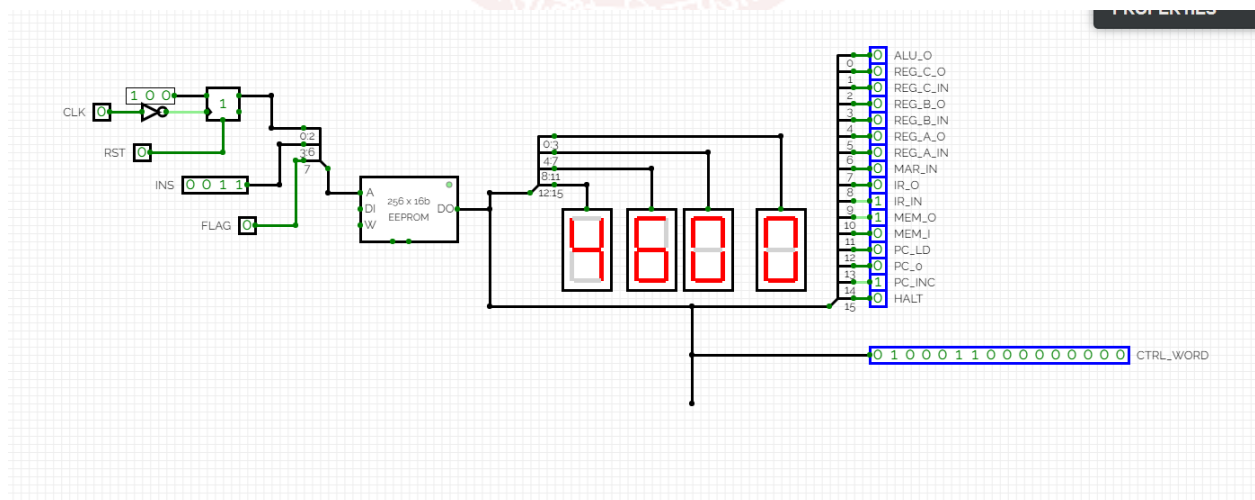 PROPERTIES
CLK 0
1 0 0
1
RST 0
INS 0 0 1 1
FLAG 0
0:2
3:6
7
A
DI
W
256 x 16b
EEPROM
DO
0:3
4:7
8:11
12:15
4 6 0 0
0 ALU_O
0
0 REG_C_O
1
0 REG_C_IN
2
0 REG_B_O
3
0 REG_B_IN
4
0 REG_A_O
5
0 REG_A_IN
6
0 MAR_IN
7
0 IR_O
8
1 IR_IN
9
1 MEM_O
10
0 MEM_I
11
0 PC_LD
12
0 PC_0
13
1 PC_INC
14
0 HALT
15
0 1 0 0 0 1 1 0 0 0 0 0 0 0 0 0 CTRL_WORD